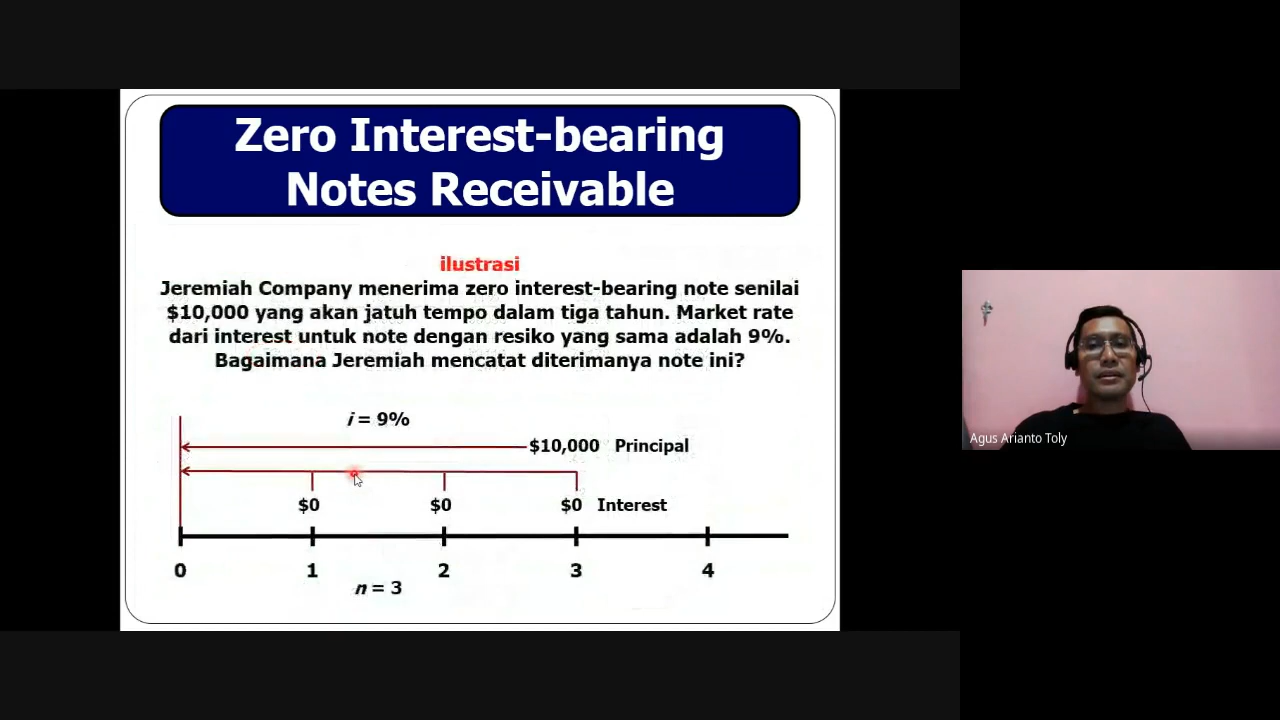 Zero Interest-bearing
Notes Receivable
ilustrasi
Jeremiah Company menerima zero interest-bearing note senilai
$10,000 yang akan jatuh tempo dalam tiga tahun. Market rate
dari interest untuk note dengan resiko yang sama adalah 9%.
Bagaimana Jeremiah mencatat diterimanya note ini?
i = 9%
$10,000 Principal
$0 $0 $0 Interest
0 1 2 3 4
n = 3
Agus Arianto Toly